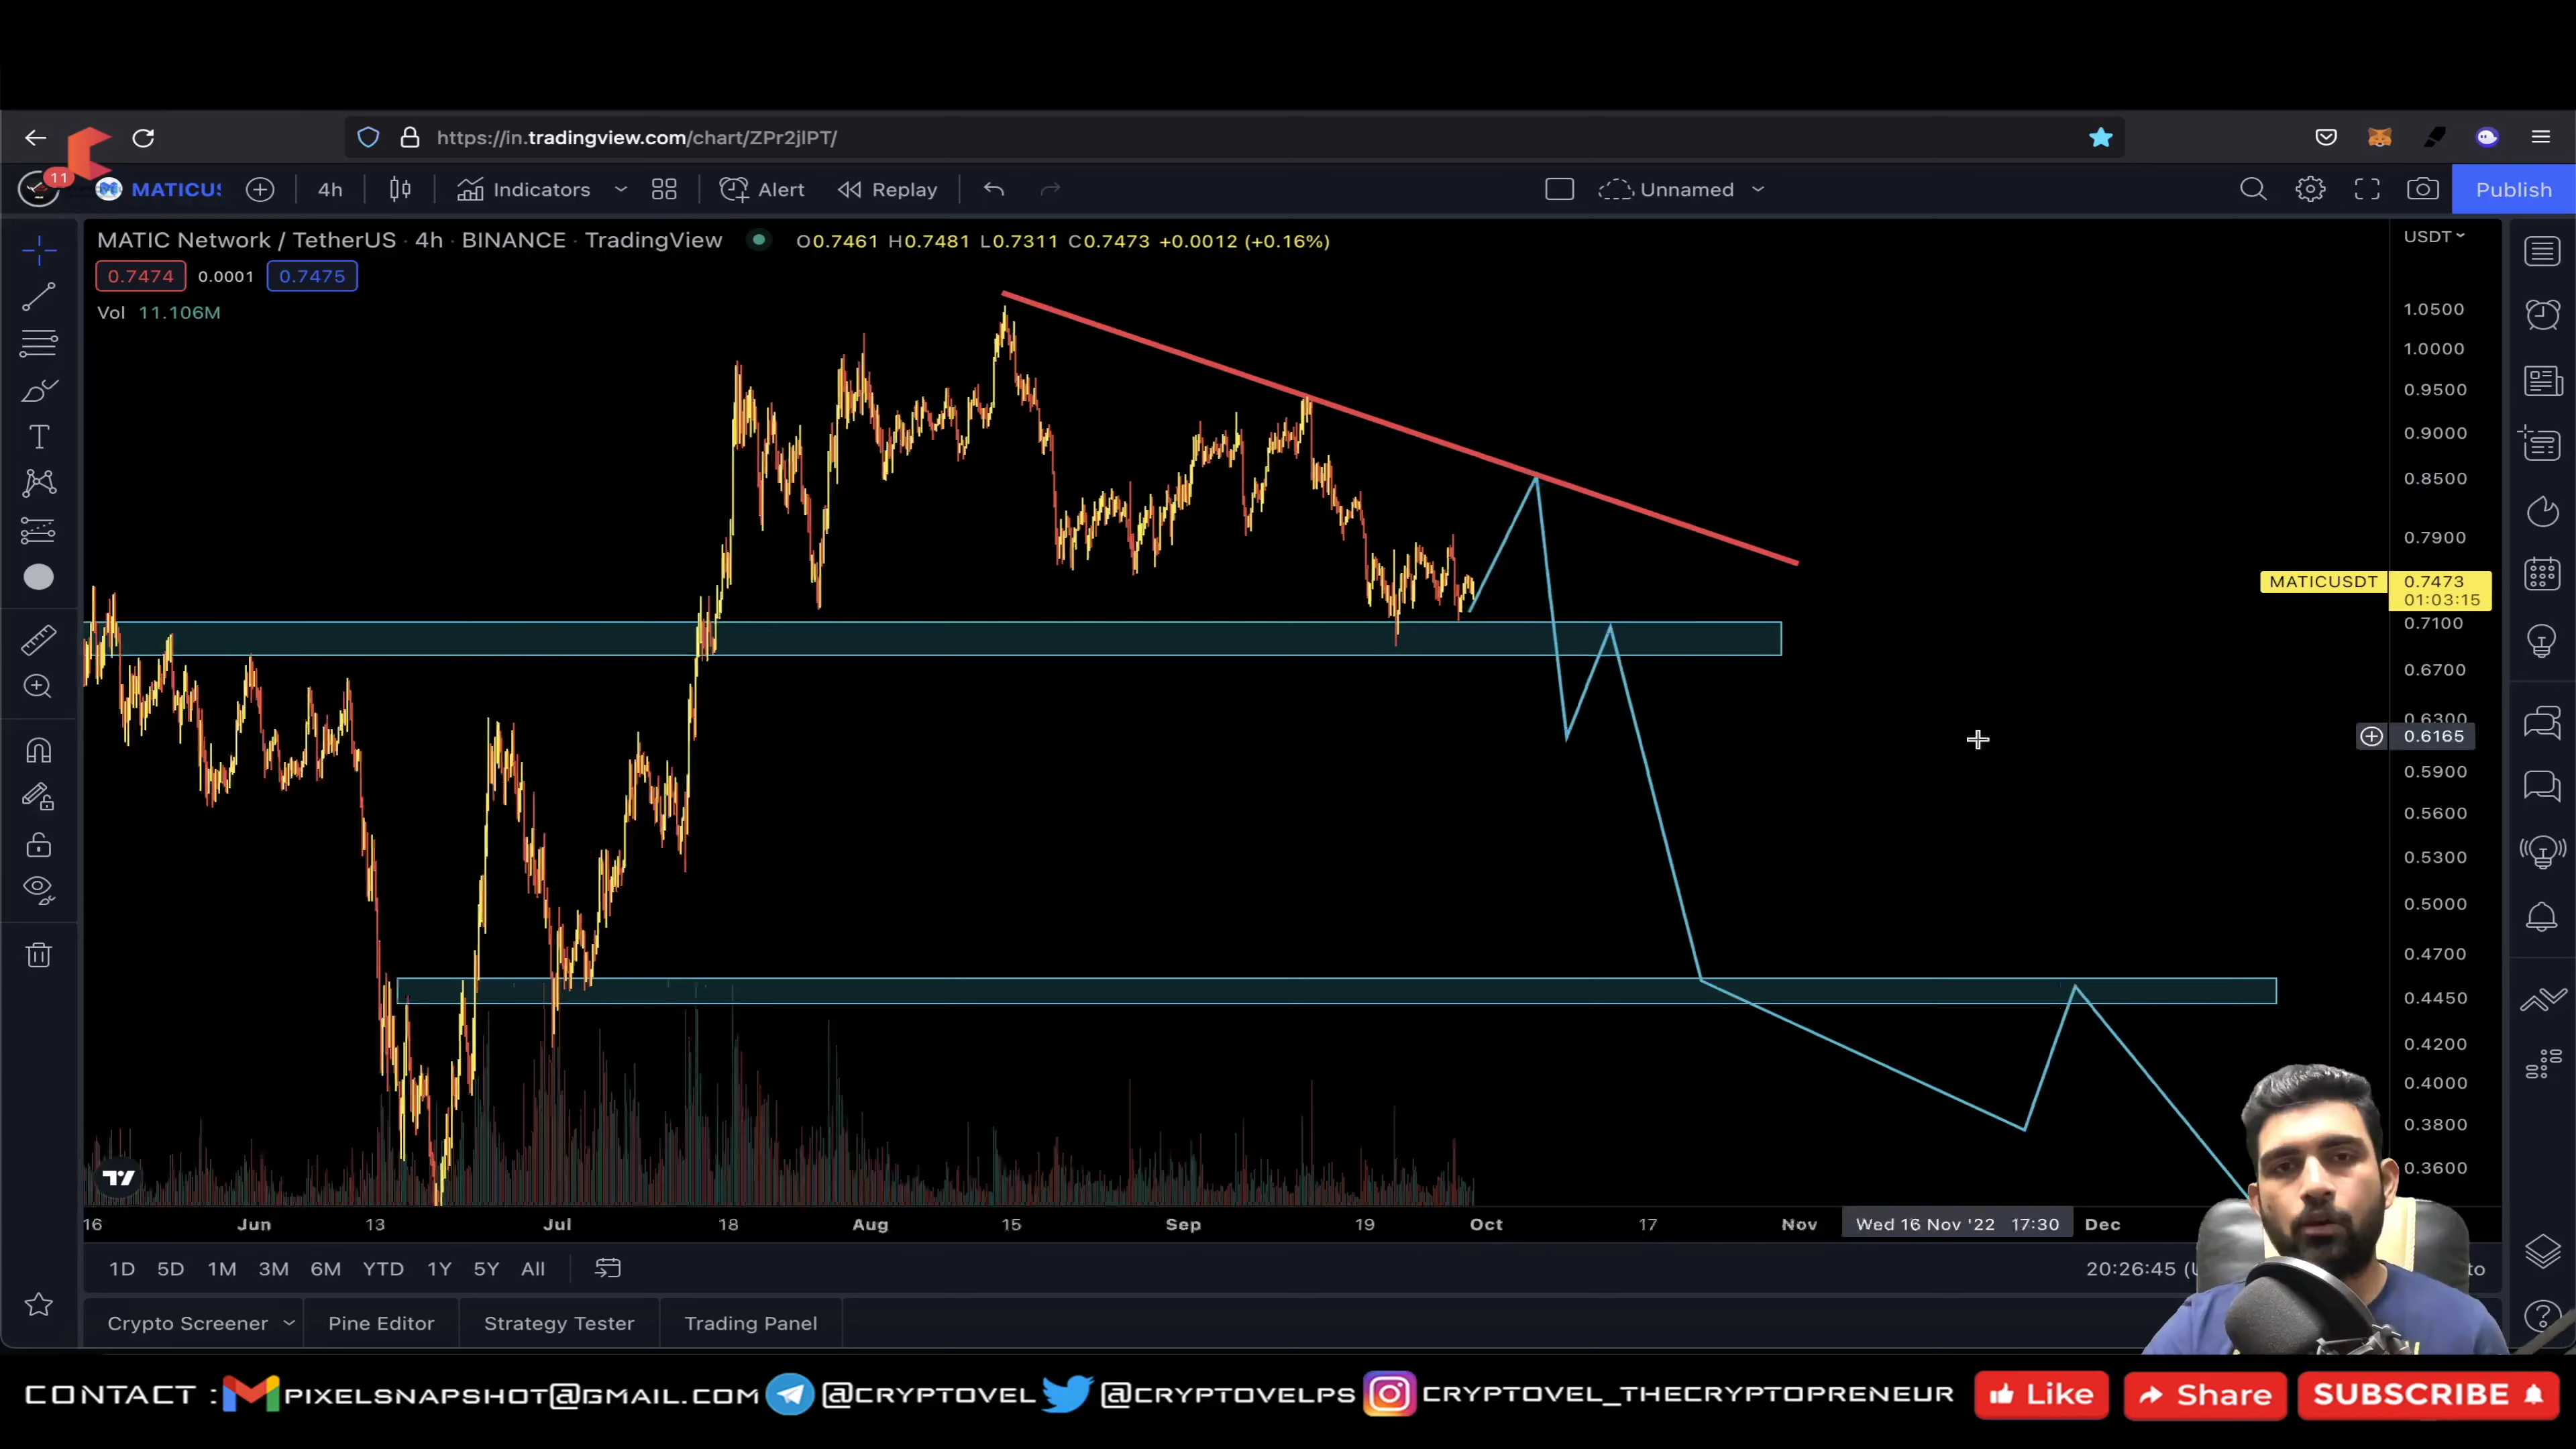 https://in.tradingview.com/chart/ZPr2jlPT/
11 MATICUS 4h Indicators Alert Replay Unnamed Publish
MATIC Network / TetherUS · 4h · BINANCE · TradingView O0.7461 H0.7481 L0.7311 C0.7473 +0.0012 (+0.16%)
USDT
0.7474 0.0001 0.7475
Vol 11.106M
1.0500
1.0000
0.9500
0.9000
0.8500
0.7900
MATICUSDT 0.7473
01:03:15
0.7100
0.6700
0.6300
0.6165
0.5900
0.5600
0.5300
0.5000
0.4700
0.4450
0.4200
0.4000
0.3800
0.3600
16 Jun 13 Jul 18 Aug 15 Sep 19 Oct 17 Nov Wed 16 Nov '22 17:30 Dec
1D 5D 1M 3M 6M YTD 1Y 5Y All 20:26:45 (U to
Crypto Screener Pine Editor Strategy Tester Trading Panel
CONTACT : PIXELSNAPSHOT@GMAIL.COM @CRYPTOVEL @CRYPTOVELPS CRYPTOVEL_THECRYPTOPRENEUR Like Share SUBSCRIBE